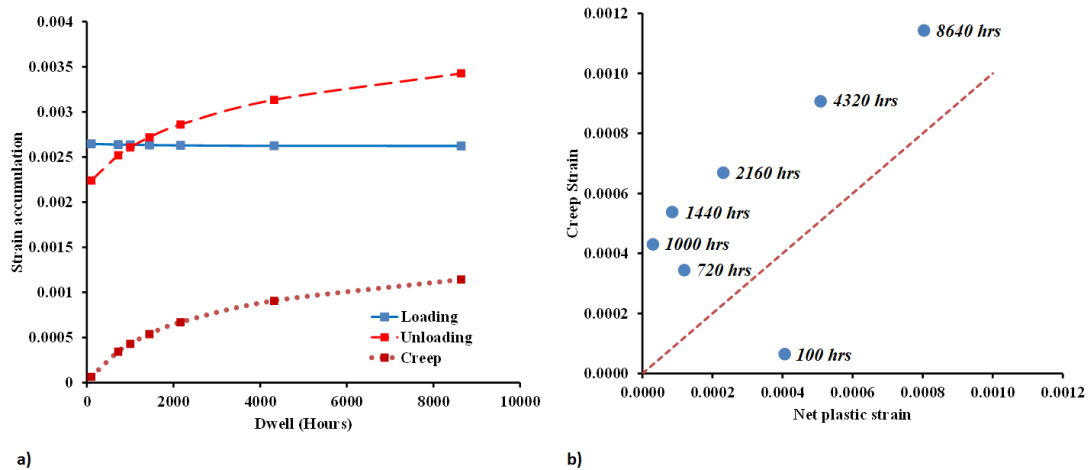 0.004
0.0035
0.003
0.0025
0.002
0.0015
0.001
0.0005
0
Strain accumulation
Loading
Unloading
Creep
0 2000 4000 6000 8000 10000
Dwell (Hours)
a)
0.0012
0.0010
0.0008
0.0006
0.0004
0.0002
0.0000
Creep Strain
8640 hrs
4320 hrs
2160 hrs
1440 hrs
1000 hrs
720 hrs
100 hrs
0.0000 0.0002 0.0004 0.0006 0.0008 0.0010 0.0012
Net plastic strain
b)